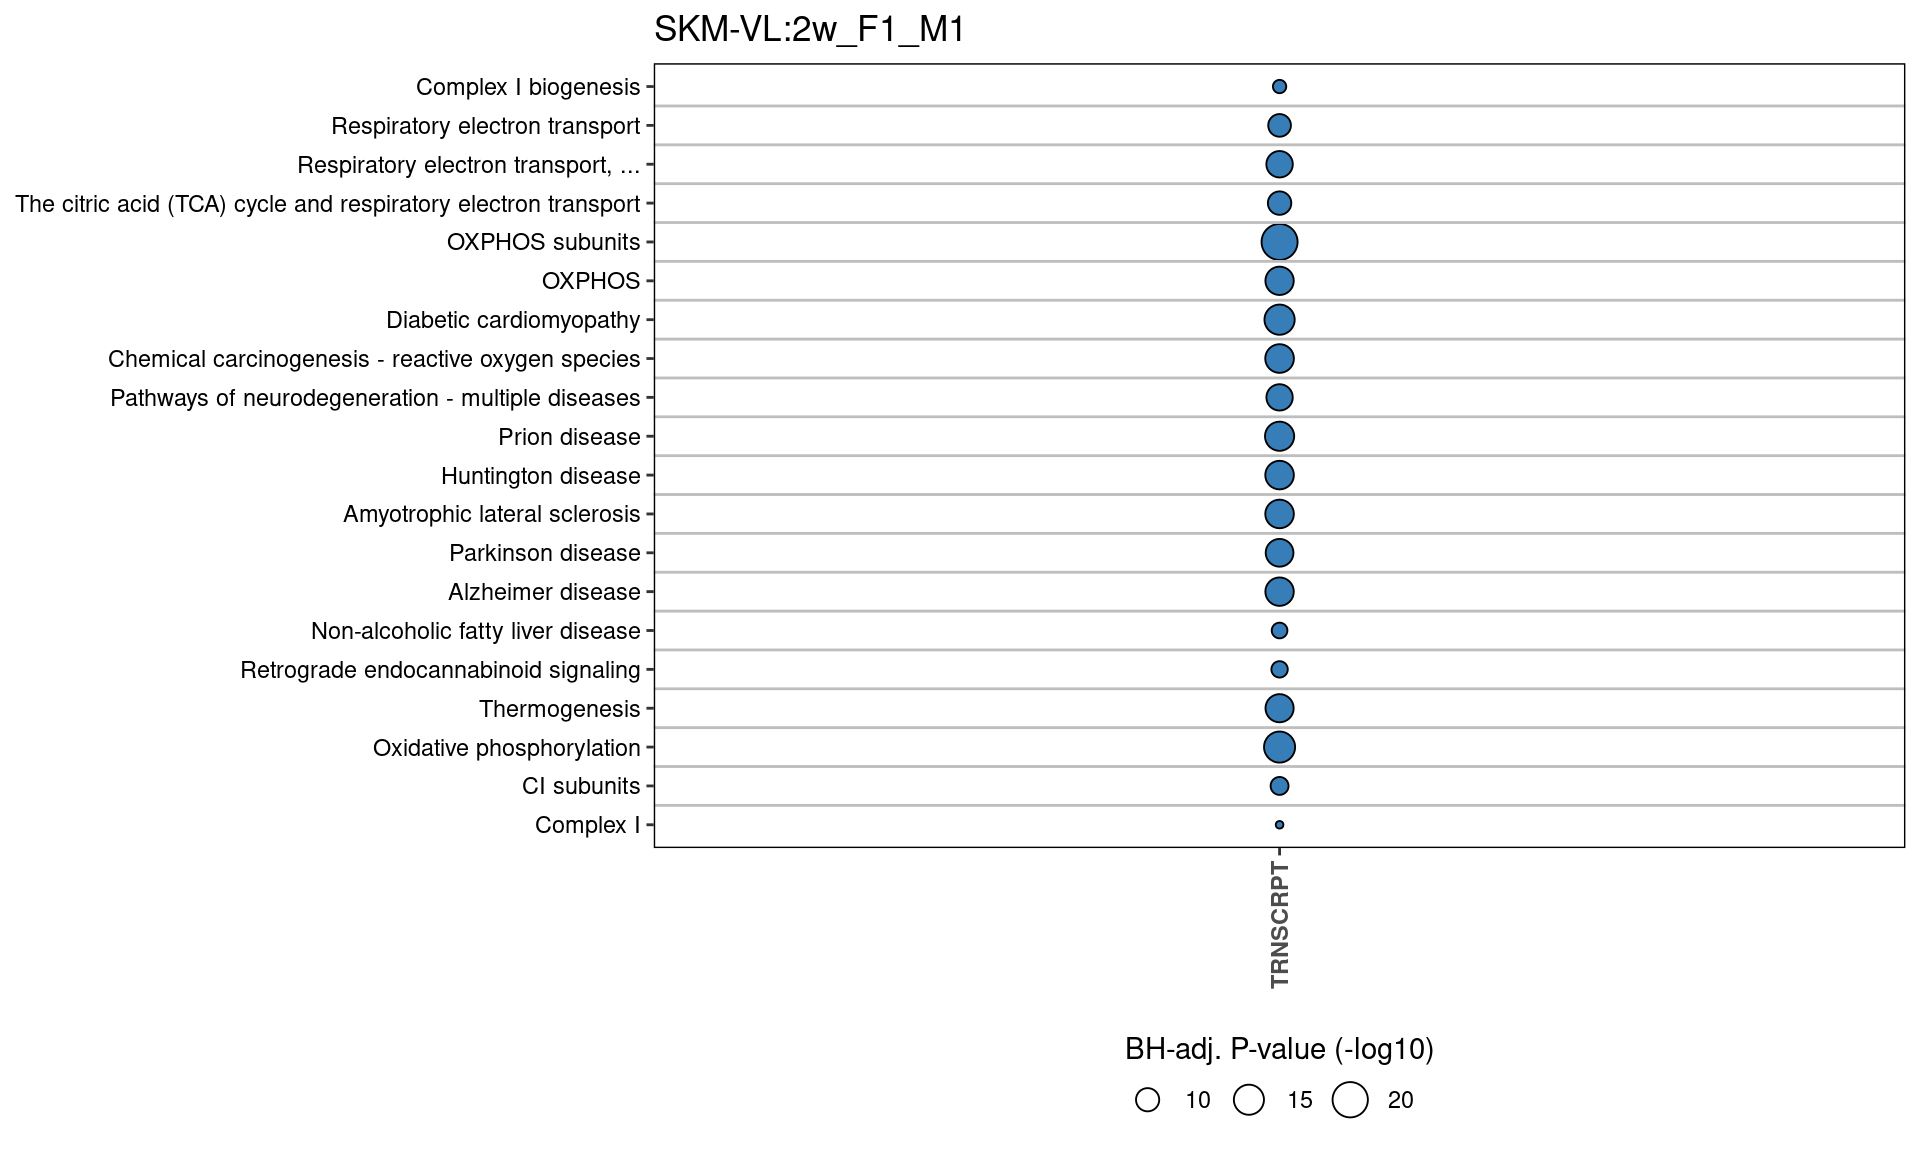 SKM-VL:2w_F1_M1
Complex I biogenesis
Respiratory electron transport
Respiratory electron transport, ...
The citric acid (TCA) cycle and respiratory electron transport
OXPHOS subunits
OXPHOS
Diabetic cardiomyopathy
Chemical carcinogenesis - reactive oxygen species
Pathways of neurodegeneration - multiple diseases
Prion disease
Huntington disease
Amyotrophic lateral sclerosis
Parkinson disease
Alzheimer disease
Non-alcoholic fatty liver disease
Retrograde endocannabinoid signaling
Thermogenesis
Oxidative phosphorylation
CI subunits
Complex I
TRNSCRPT
BH-adj. P-value (-log10)
10 15 20